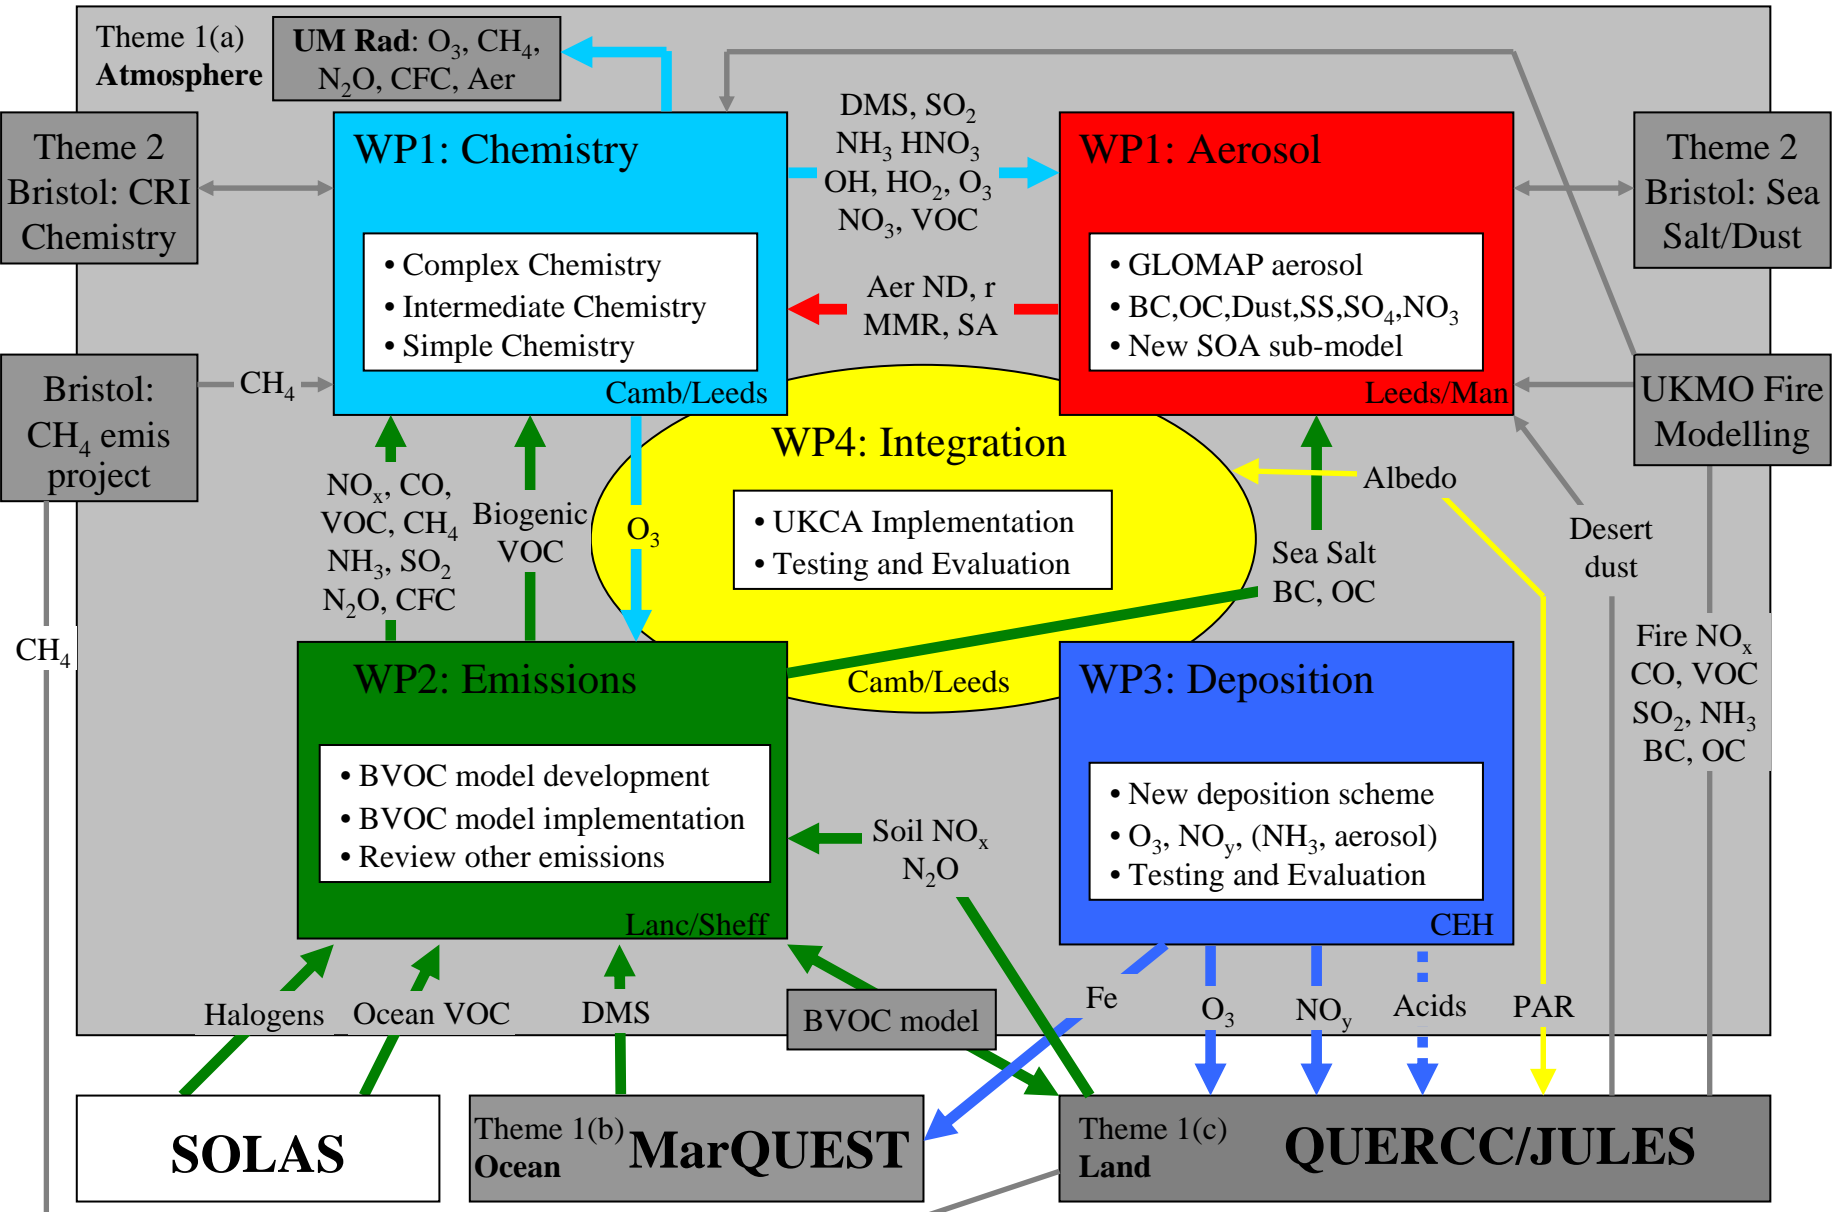 Theme 1(a)
Atmosphere
UM Rad: O3, CH4,
N2O, CFC, Aer
Theme 2
Bristol: CRI
Chemistry
WP1: Chemistry
• Complex Chemistry
• Intermediate Chemistry
• Simple Chemistry
Camb/Leeds
DMS, SO2
NH3 HNO3
OH, HO2, O3
NO3, VOC
Aer ND, r
MMR, SA
WP1: Aerosol
• GLOMAP aerosol
• BC,OC,Dust,SS,SO4,NO3
• New SOA sub-model
Leeds/Man
Theme 2
Bristol: Sea
Salt/Dust
Bristol:
CH4 emis
project
CH4
UKMO Fire
Modelling
WP4: Integration
• UKCA Implementation
• Testing and Evaluation
Camb/Leeds
NOx, CO,
VOC, CH4
NH3, SO2
N2O, CFC
Biogenic
VOC
O3
Albedo
Sea Salt
BC, OC
Desert
dust
CH4
Fire NOx
CO, VOC
SO2, NH3
BC, OC
WP2: Emissions
• BVOC model development
• BVOC model implementation
• Review other emissions
Lanc/Sheff
Soil NOx
N2O
WP3: Deposition
• New deposition scheme
• O3, NOy, (NH3, aerosol)
• Testing and Evaluation
CEH
Halogens
Ocean VOC
DMS
BVOC model
Fe
O3
NOy
Acids
PAR
SOLAS
Theme 1(b)
Ocean
MarQUEST
Theme 1(c)
Land
QUERCC/JULES